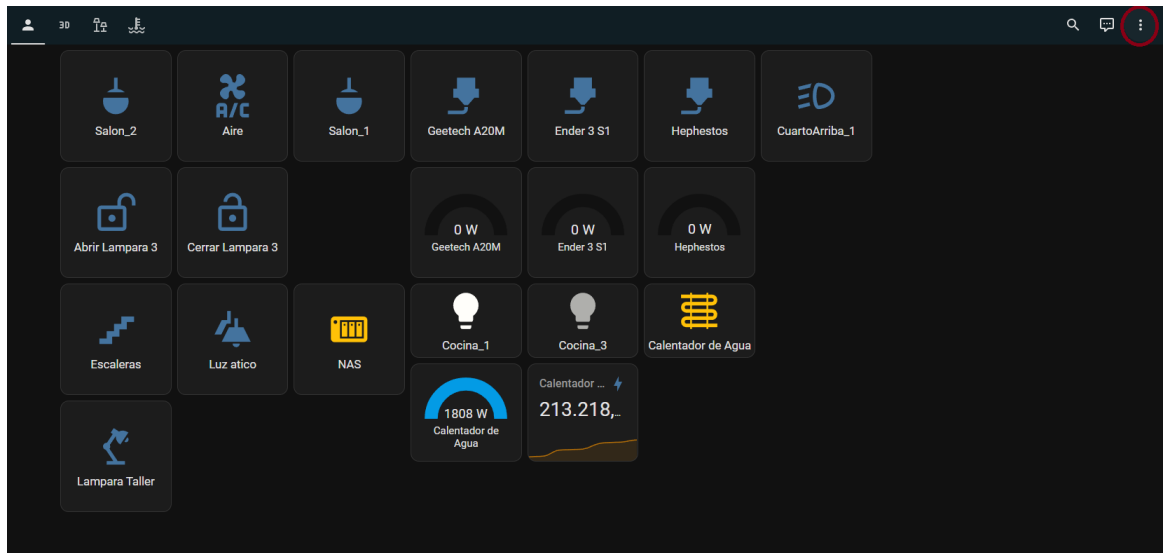 3D
Salon_2
A/C
Aire
Salon_1
Geetech A20M
Ender 3 S1
Hephestos
CuartoArriba_1
Abrir Lampara 3
Cerrar Lampara 3
0 W
Geetech A20M
0 W
Ender 3 S1
0 W
Hephestos
Escaleras
Luz atico
NAS
Cocina_1
Cocina_3
Calentador de Agua
1808 W
Calentador de
Agua
Calentador ...
213.218,...
Lampara Taller